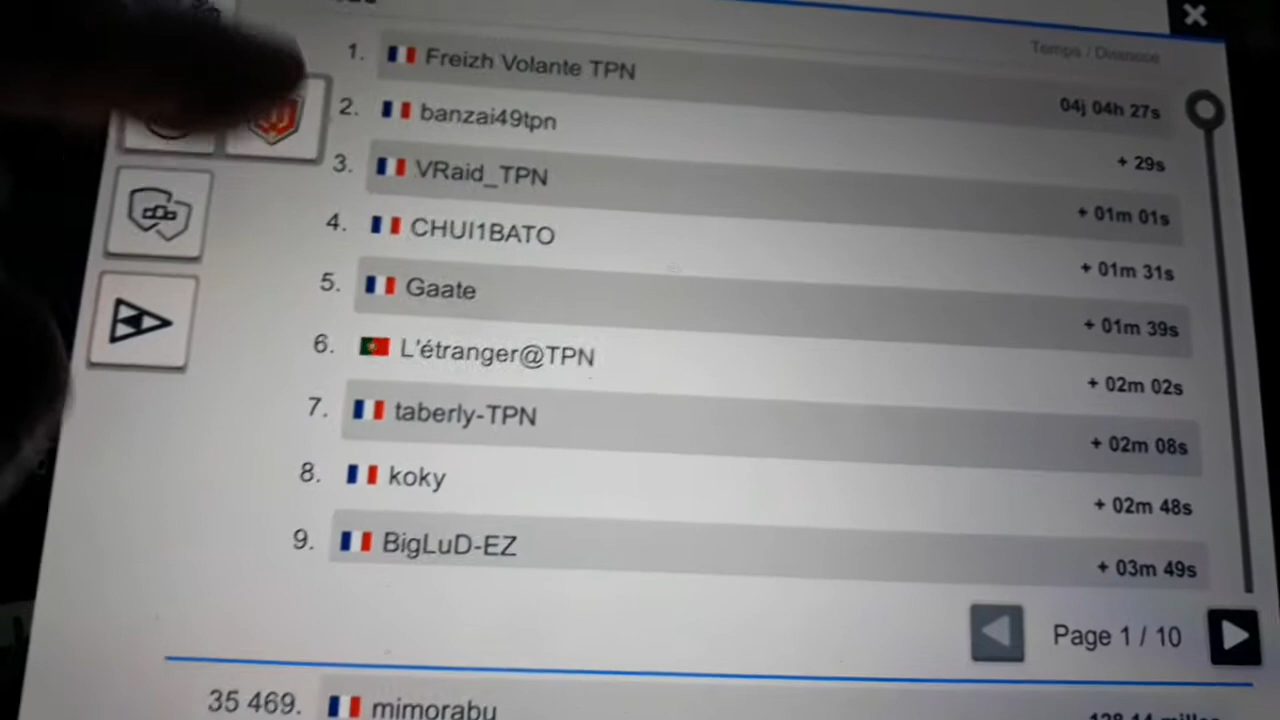 Temps / Distance
1. Freizh Volante TPN 04j 04h 27s
2. banzai49tpn + 29s
3. VRaid_TPN + 01m 01s
4. CHUI1BATO + 01m 31s
5. Gaate + 01m 39s
6. L'étranger@TPN + 02m 02s
7. taberly-TPN + 02m 08s
8. koky + 02m 48s
9. BigLuD-EZ + 03m 49s
Page 1 / 10
35 469. mimorabu